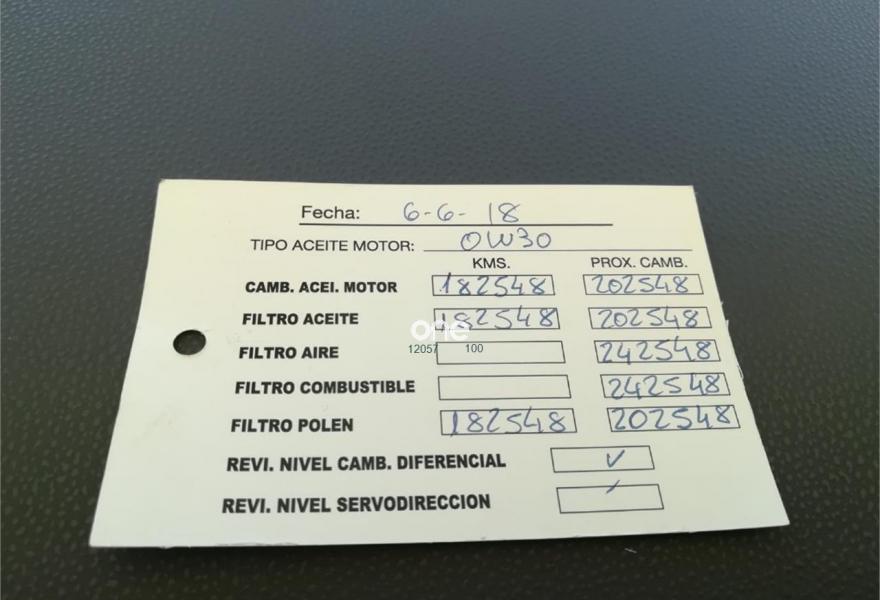 Fecha: 6-6-18
TIPO ACEITE MOTOR: 0W30
KMS. PROX. CAMB.
CAMB. ACEI. MOTOR 182548 202548
FILTRO ACEITE 182548 202548
one
12057 100
FILTRO AIRE 242548
FILTRO COMBUSTIBLE 242548
FILTRO POLEN 182548 202548
REVI. NIVEL CAMB. DIFERENCIAL ✓
REVI. NIVEL SERVODIRECCION